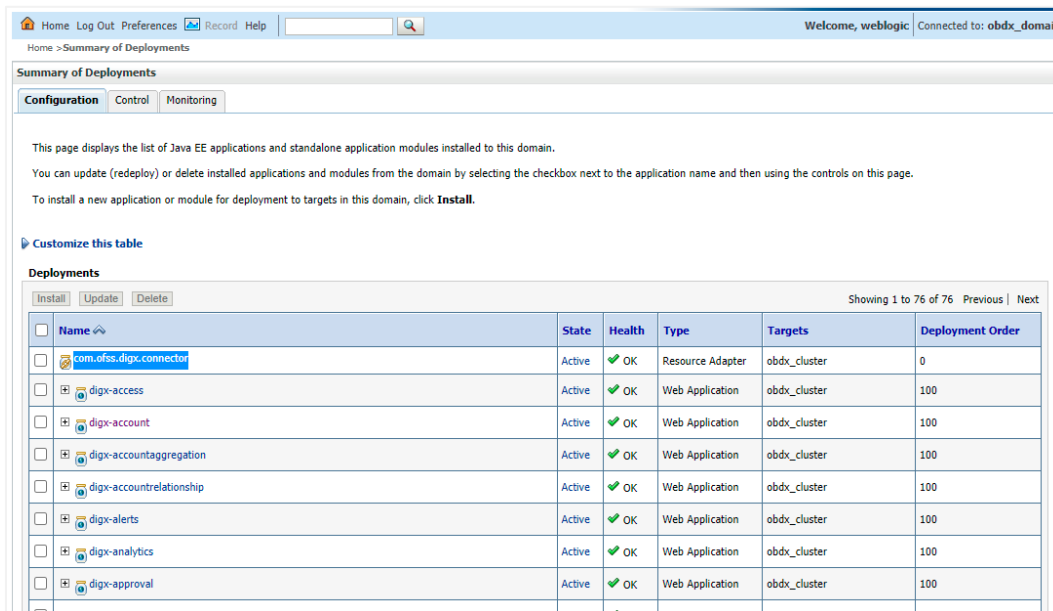 Home Log Out Preferences Record Help
Welcome, weblogic Connected to: obdx_domai
Home >Summary of Deployments
Summary of Deployments
Configuration Control Monitoring
This page displays the list of Java EE applications and standalone application modules installed to this domain.
You can update (redeploy) or delete installed applications and modules from the domain by selecting the checkbox next to the application name and then using the controls on this page.
To install a new application or module for deployment to targets in this domain, click Install.
Customize this table
Deployments
Install Update Delete Showing 1 to 76 of 76 Previous | Next
Name State Health Type Targets Deployment Order
com.ofss.digx.connector Active OK Resource Adapter obdx_cluster 0
digx-access Active OK Web Application obdx_cluster 100
digx-account Active OK Web Application obdx_cluster 100
digx-accountaggregation Active OK Web Application obdx_cluster 100
digx-accountrelationship Active OK Web Application obdx_cluster 100
digx-alerts Active OK Web Application obdx_cluster 100
digx-analytics Active OK Web Application obdx_cluster 100
digx-approval Active OK Web Application obdx_cluster 100